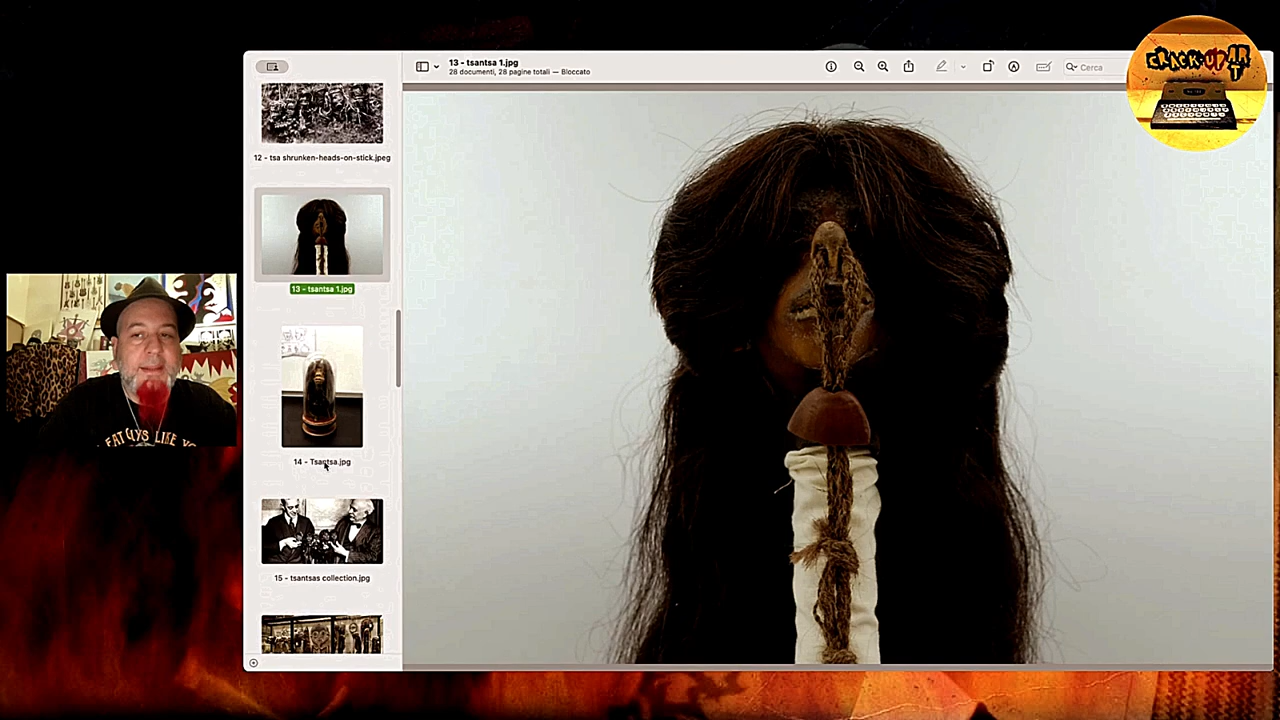 13 - tsantsa 1.jpg
28 documenti, 28 pagine totali — Bloccato
Cerca
CRACK-UP ART
12 - tsa shrunken-heads-on-stick.jpeg
13 - tsantsa 1.jpg
14 - Tsantsa.jpg
15 - tsantsas collection.jpg
FAT GUYS LIKE